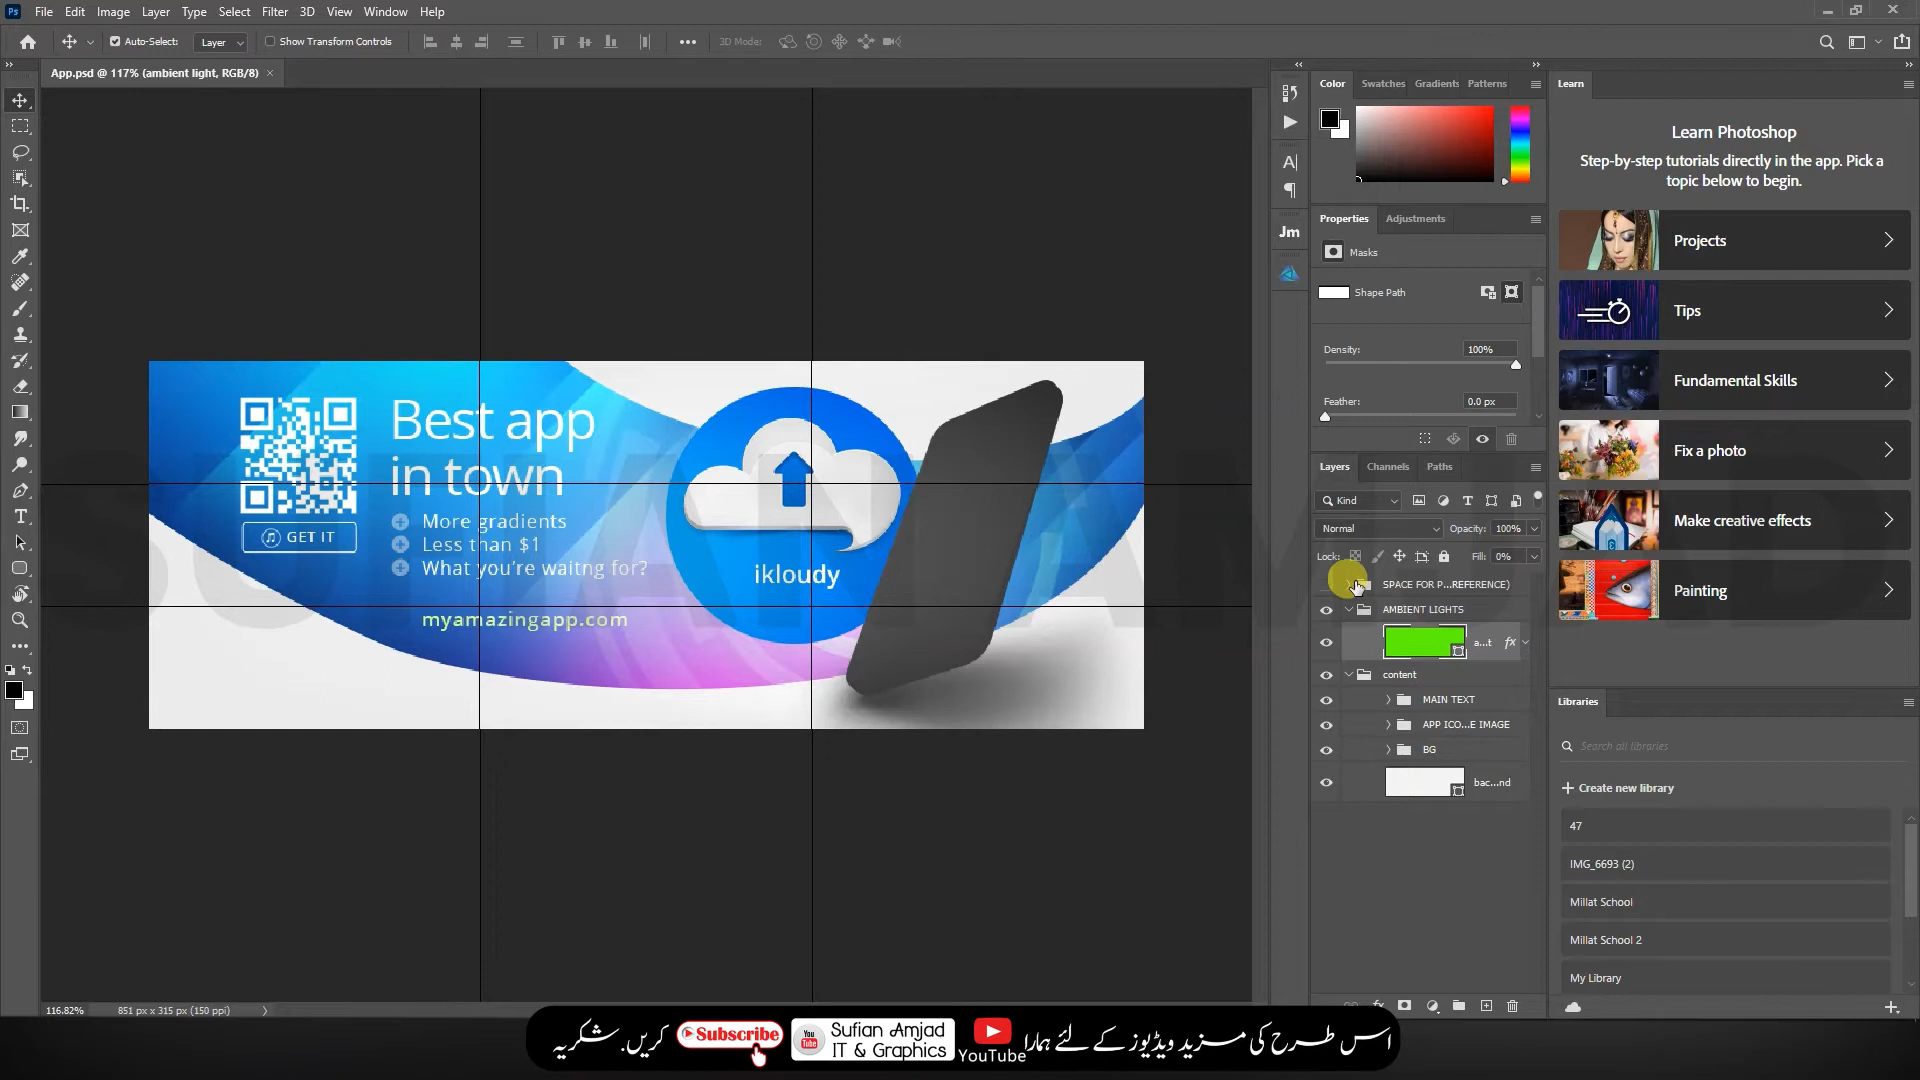 Ps File Edit Image Layer Type Select Filter 3D View Window Help
Auto-Select: Layer Show Transform Controls 3D Mode:
App.psd @ 117% (ambient light, RGB/8)
Best app
in town
More gradients
Less than $1
What you're waitng for?
myamazingapp.com
GET IT
ikloudy
SUFIAN AMJAD
116.82% 851 px x 315 px (150 ppi)
Jm
Color Swatches Gradients Patterns
Properties Adjustments
Masks
Shape Path
Density: 100%
Feather: 0.0 px
Layers Channels Paths
Kind
Normal Opacity: 100%
Lock: Fill: 0%
SPACE FOR P...REFERENCE)
AMBIENT LIGHTS
a...t fx
content
MAIN TEXT
APP ICO...E IMAGE
BG
bac...nd
fx
Learn
Learn Photoshop
Step-by-step tutorials directly in the app. Pick a
topic below to begin.
Projects
Tips
Fundamental Skills
Fix a photo
Make creative effects
Painting
Libraries
Search all libraries
Create new library
47
IMG_6693 (2)
Millat School
Millat School 2
My Library
اس طرح کی مزید ویڈیوز کے لئے ہمارا YouTube Sufian Amjad IT & Graphics Subscribe کریں. شکریہ